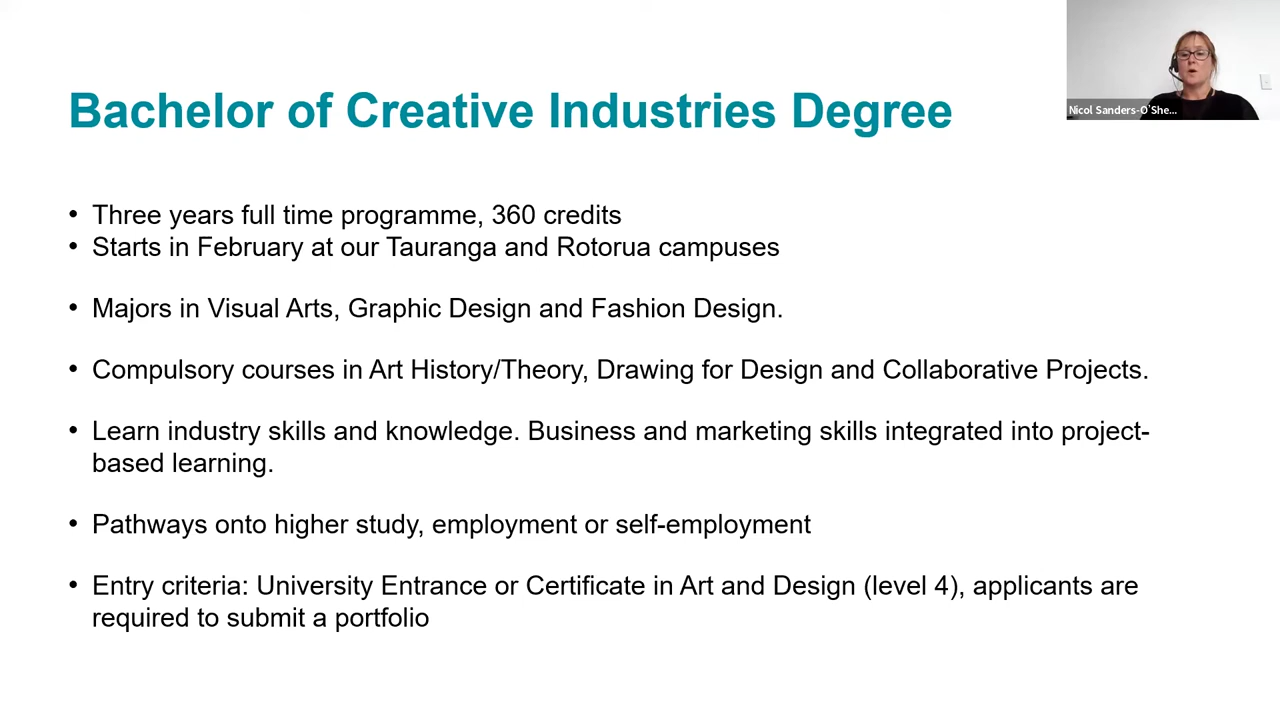 Bachelor of Creative Industries Degree
Nicol Sanders-O'She...
• Three years full time programme, 360 credits
• Starts in February at our Tauranga and Rotorua campuses
• Majors in Visual Arts, Graphic Design and Fashion Design.
• Compulsory courses in Art History/Theory, Drawing for Design and Collaborative Projects.
• Learn industry skills and knowledge. Business and marketing skills integrated into project-
based learning.
• Pathways onto higher study, employment or self-employment
• Entry criteria: University Entrance or Certificate in Art and Design (level 4), applicants are
required to submit a portfolio